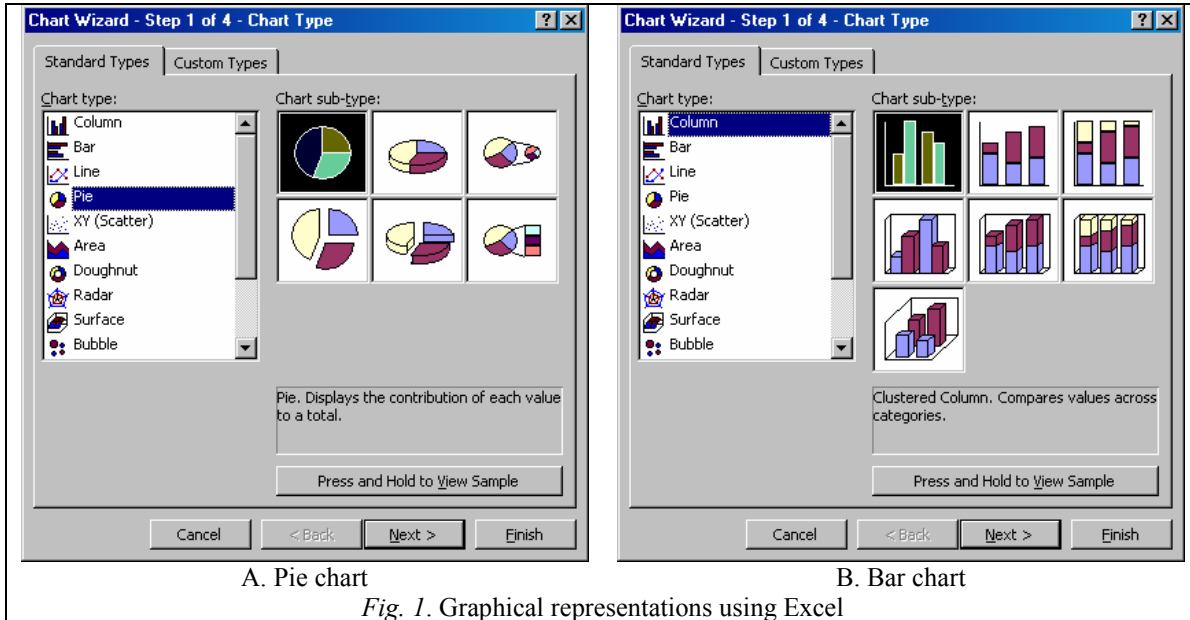 Chart Wizard - Step 1 of 4 - Chart Type
Standard Types
Custom Types
Chart type:
Column
Bar
Line
Pie
XY (Scatter)
Area
Doughnut
Radar
Surface
Bubble
Chart sub-type:
Pie. Displays the contribution of each value
to a total.
Press and Hold to View Sample
Cancel
< Back
Next >
Finish
A. Pie chart
Chart Wizard - Step 1 of 4 - Chart Type
Standard Types
Custom Types
Chart type:
Column
Bar
Line
Pie
XY (Scatter)
Area
Doughnut
Radar
Surface
Bubble
Chart sub-type:
Clustered Column. Compares values across
categories.
Press and Hold to View Sample
Cancel
< Back
Next >
Finish
B. Bar chart
Fig. 1. Graphical representations using Excel